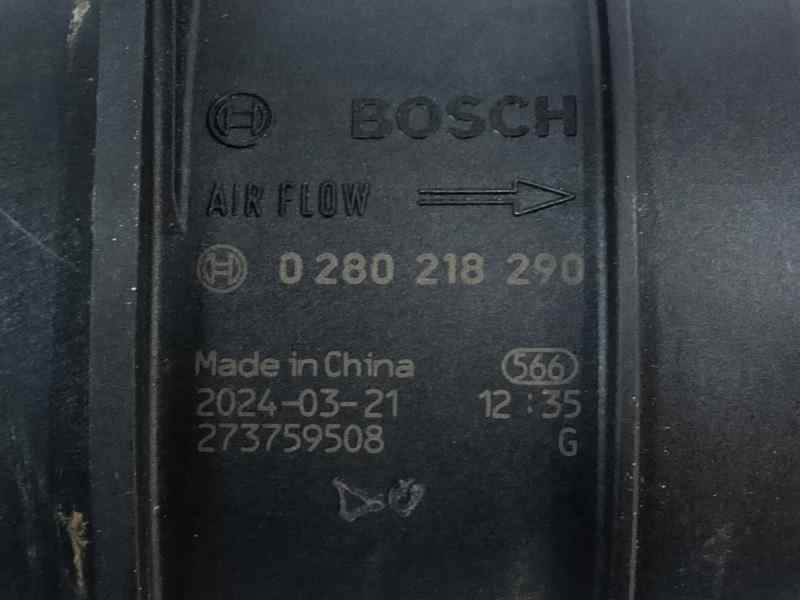 BOSCH
AIR FLOW
0 280 218 290
Made in China 566
2024-03-21 12:35
273759508 G